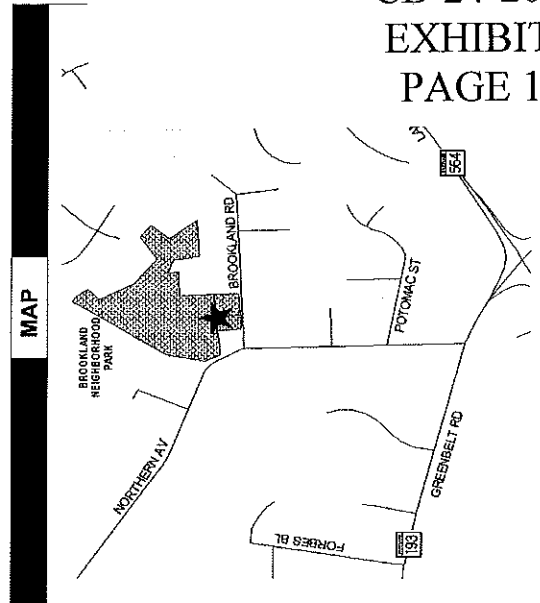 EXHIBIT
PAGE 1
MAP
BROOKLAND
NEIGHBORHOOD
PARK
BROOKLAND RD
NORTHERN AV
POTOMAC ST
GREENBELT RD
FORBES BL
564
193